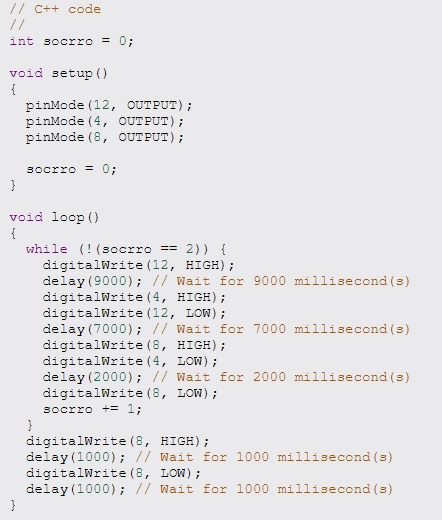 // C++ code
//
int socrro = 0;

void setup()
{
  pinMode(12, OUTPUT);
  pinMode(4, OUTPUT);
  pinMode(8, OUTPUT);

  socrro = 0;
}

void loop()
{
  while (!(socrro == 2)) {
    digitalWrite(12, HIGH);
    delay(9000); // Wait for 9000 millisecond(s)
    digitalWrite(4, HIGH);
    digitalWrite(12, LOW);
    delay(7000); // Wait for 7000 millisecond(s)
    digitalWrite(8, HIGH);
    digitalWrite(4, LOW);
    delay(2000); // Wait for 2000 millisecond(s)
    digitalWrite(8, LOW);
    socrro += 1;
  }
  digitalWrite(8, HIGH);
  delay(1000); // Wait for 1000 millisecond(s)
  digitalWrite(8, LOW);
  delay(1000); // Wait for 1000 millisecond(s)
}